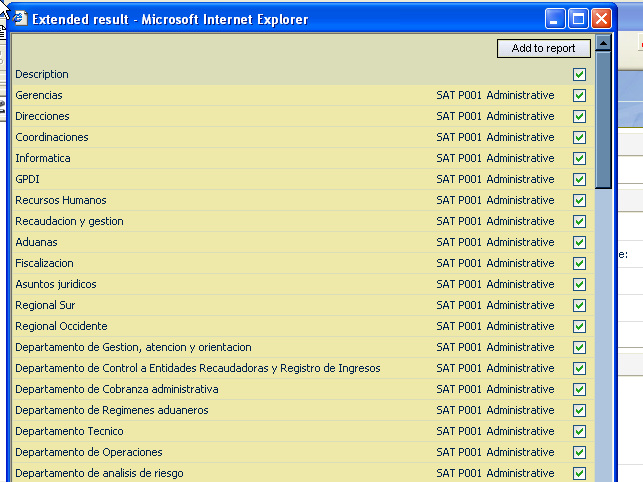 Extended result - Microsoft Internet Explorer
Add to report
Description
Gerencias SAT P001 Administrative
Direcciones SAT P001 Administrative
Coordinaciones SAT P001 Administrative
Informatica SAT P001 Administrative
GPDI SAT P001 Administrative
Recursos Humanos SAT P001 Administrative
Recaudacion y gestion SAT P001 Administrative
Aduanas SAT P001 Administrative
e:
Fiscalizacion SAT P001 Administrative
Asuntos juridicos SAT P001 Administrative
Regional Sur SAT P001 Administrative
Regional Occidente SAT P001 Administrative
Departamento de Gestion, atencion y orientacion SAT P001 Administrative
Departamento de Control a Entidades Recaudadoras y Registro de Ingresos SAT P001 Administrative
Departamento de Cobranza administrativa SAT P001 Administrative
Departamento de Regimenes aduaneros SAT P001 Administrative
Departamento Tecnico SAT P001 Administrative
Departamento de Operaciones SAT P001 Administrative
Departamento de analisis de riesgo SAT P001 Administrative